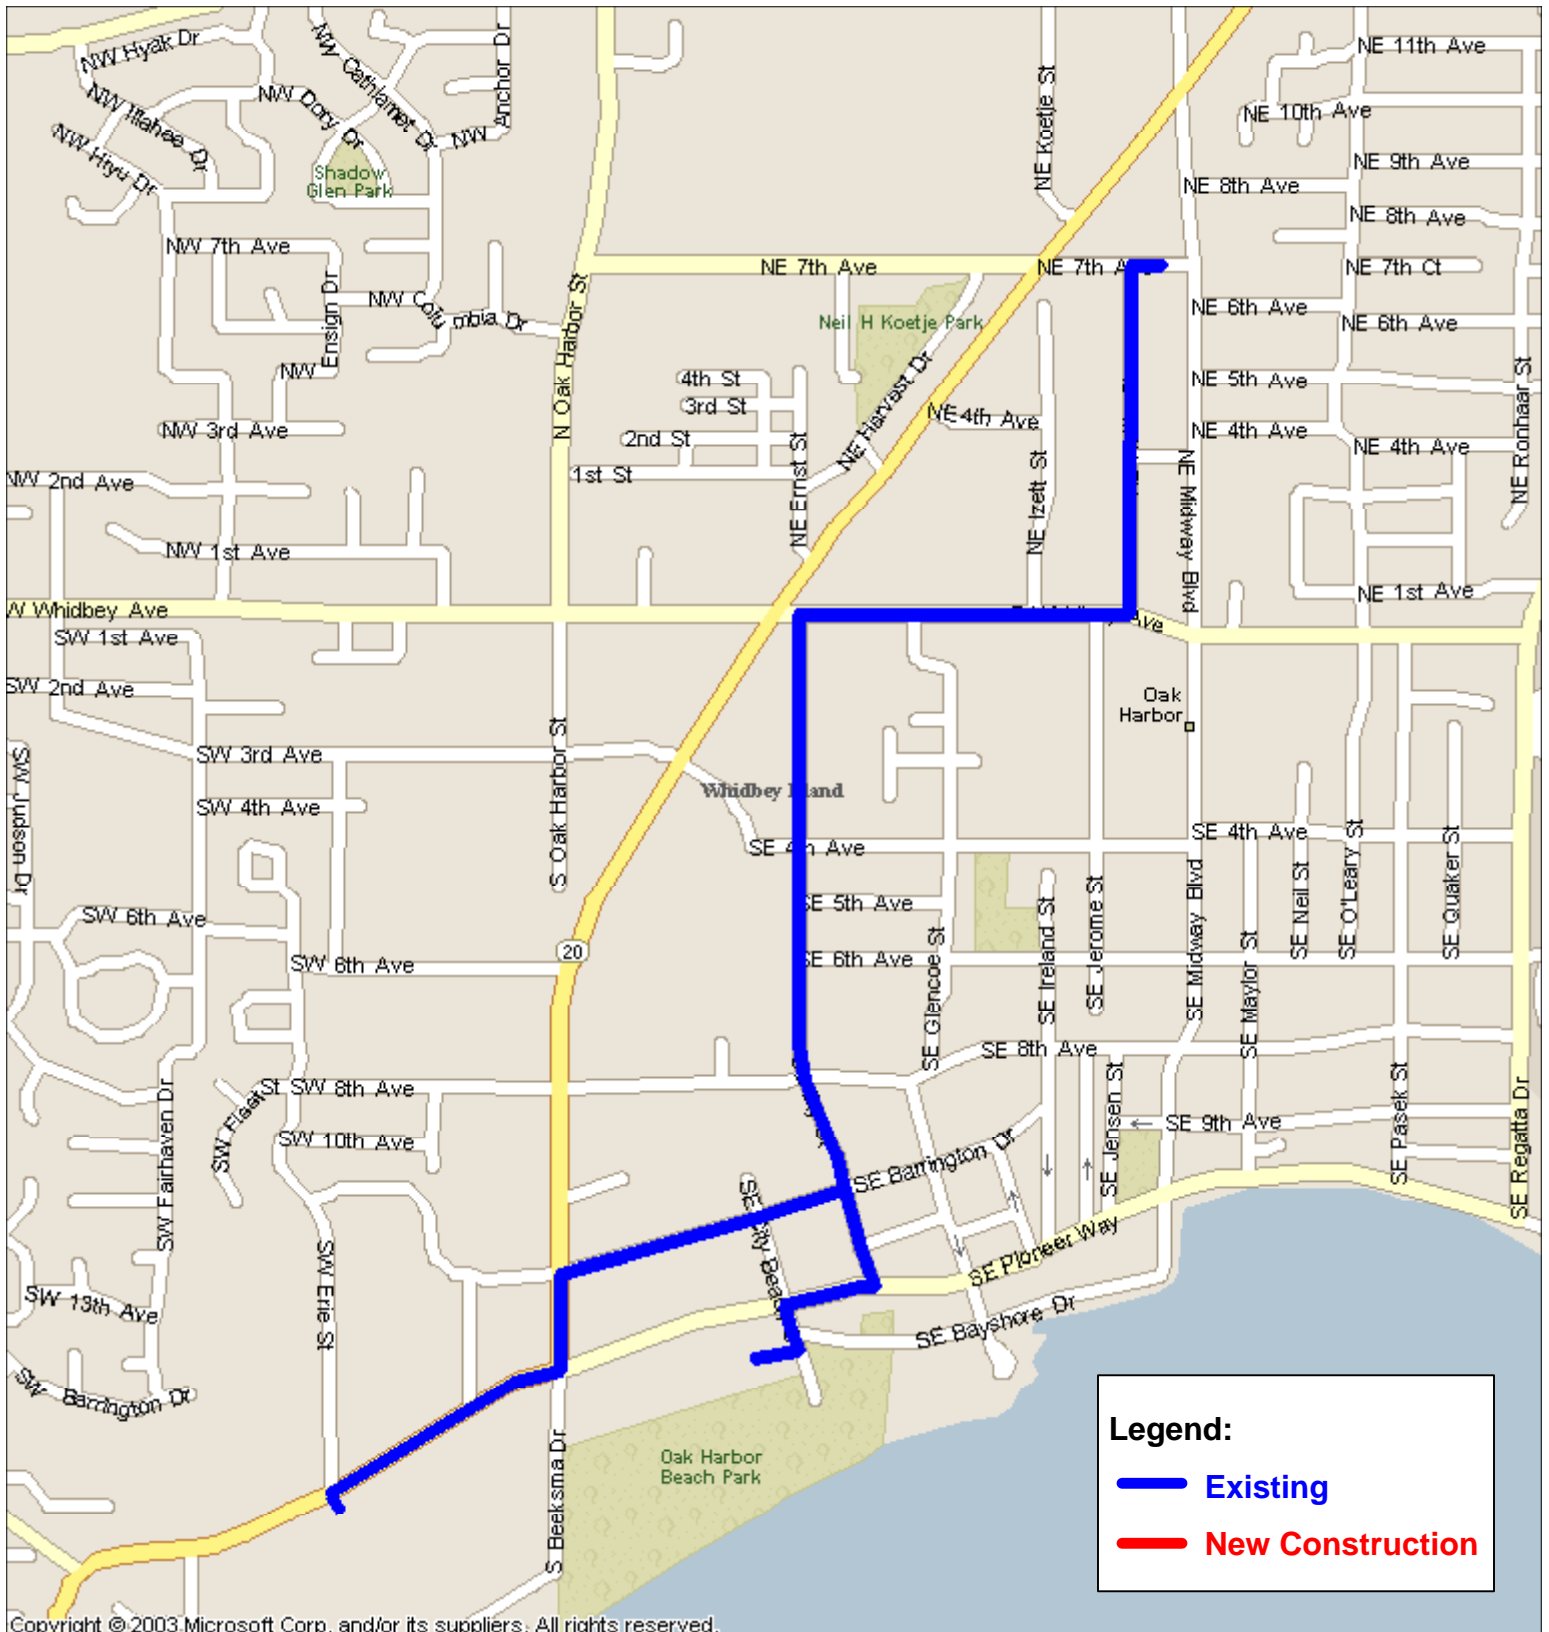 NW Hyak Dr
NW Cathlamet Dr
NW Anchor Dr
NE Koetje St
NE 11th Ave
NW Illahee Dr
NW Dory Dr
NE 10th Ave
NW Hiyu Dr
Shadow
Glen Park
NE 9th Ave
NE 8th Ave
NE 8th Ave
NW 7th Ave
NE 7th Ave
NE 7th
NE 7th Ct
Ensign Dr
NW Columbia Dr
NE 6th Ave
NE 6th Ave
Neil H Koetje Park
N Oak Harbor St
NW
4th St
3rd St
2nd St
1st St
NE 5th Ave
NE Harvast Dr
NE 4th Ave
NE 4th Ave
NE 4th Ave
NE Ronhaar St
NW 3rd Ave
NE Ernst St
NE Izett St
NE Midway Blvd
NW 2nd Ave
NW 1st Ave
NE 1st Ave
W Whidbey Ave
Ave
SW 1st Ave
SW 2nd Ave
Oak
Harbor
SW 3rd Ave
S Oak Harbor St
Whidbey Island
SW Judson Dr
SW 4th Ave
SE 4th Ave
SE 4th Ave
SE 5th Ave
SE Glencoe St
SE Ireland St
SE Jerome St
SE Midway Blvd
SE Maylor St
SE Neil St
SE O'Leary St
SE Quaker St
SW 6th Ave
20
SW 6th Ave
SE 6th Ave
SE 8th Ave
SW Fleet St
SW 8th Ave
SW 10th Ave
SW Fairhaven Dr
SE Jensen St
SE 9th Ave
SE Pasek St
SE Regatta Dr
SE Barrington Dr
SE City Beach
SE Pioneer Way
SW Erie St
SW 13th Ave
SE Bayshore Dr
SW Barrington Dr
S Beeksma Dr
Oak Harbor
Beach Park
Legend:
Existing
New Construction
Copyright © 2003 Microsoft Corp. and/or its suppliers. All rights reserved.